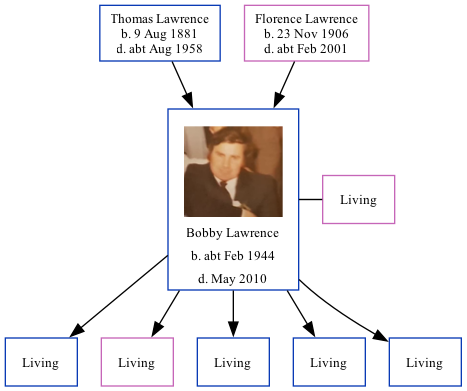 Thomas Lawrence
b. 9 Aug 1881
d. abt Aug 1958
Florence Lawrence
b. 23 Nov 1906
d. abt Feb 2001
Bobby Lawrence
b. abt Feb 1944
d. May 2010
Living
Living
Living
Living
Living
Living